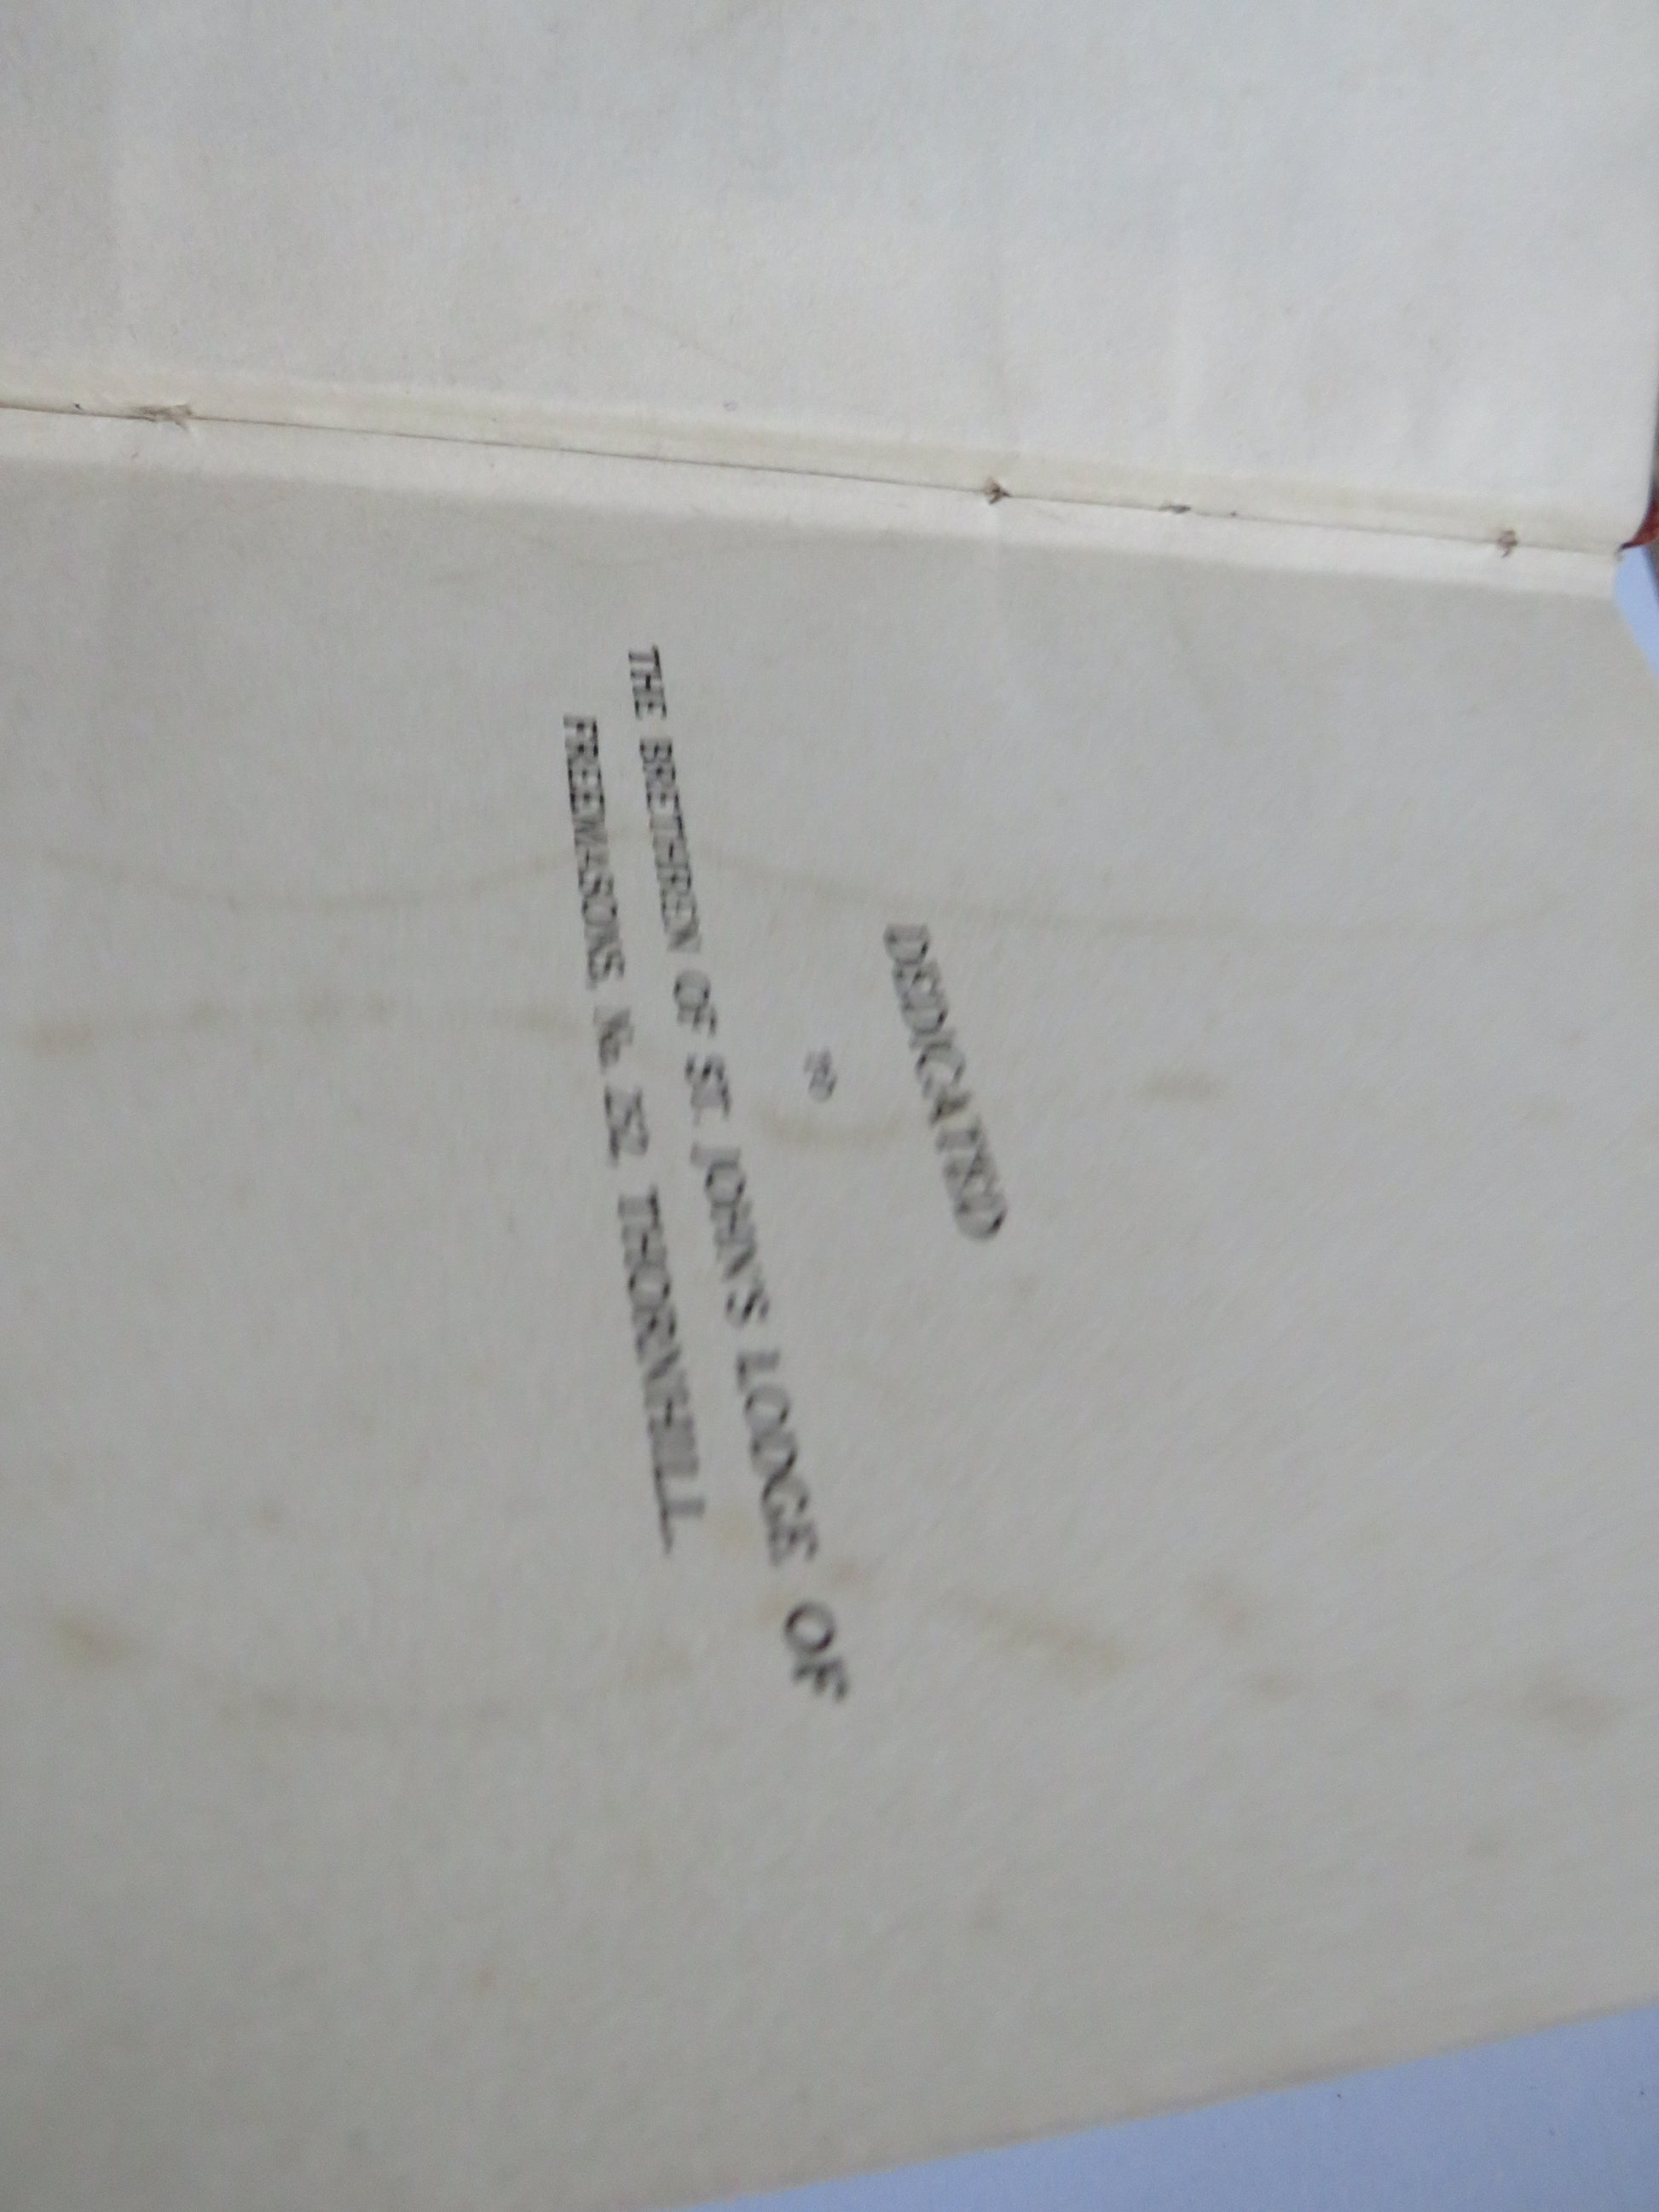 DEDICATED
TO
THE BRETHREN OF ST. JOHN'S LODGE OF
FREEMASONS, No. 252, THORNHILL